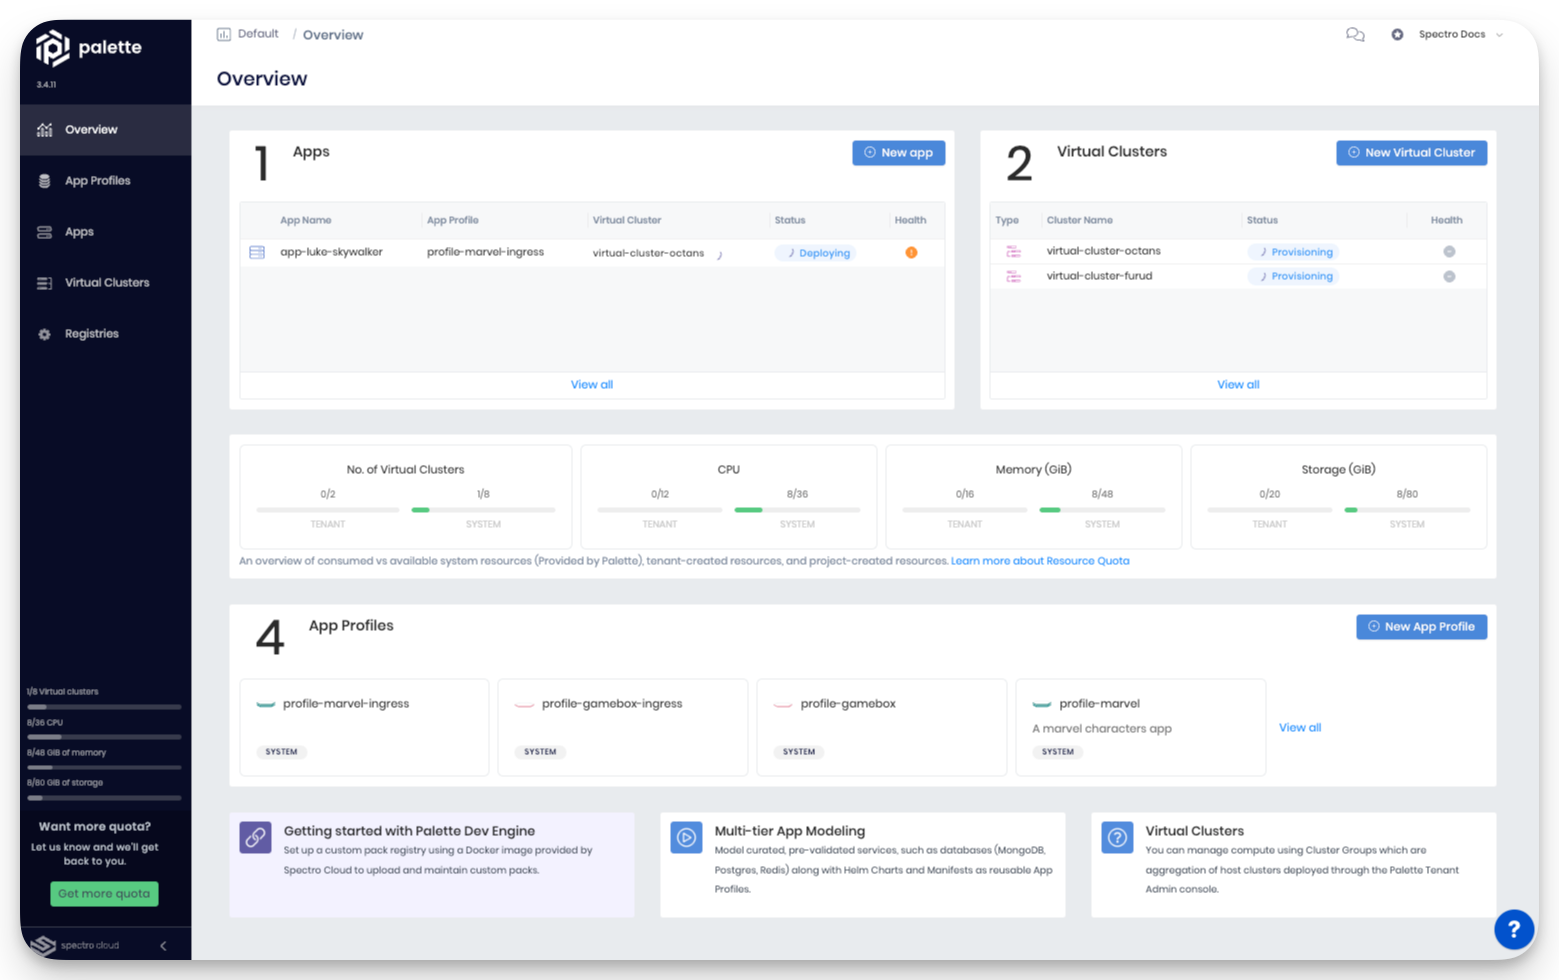 palette
3.4.11
Overview
App Profiles
Apps
Virtual Clusters
Registries
1/8 Virtual clusters
8/36 CPU
8/48 GiB of memory
8/80 GiB of storage
Want more quota?
Let us know and we'll get
back to you.
Get more quota
spectro cloud
Default / Overview
Spectro Docs
Overview
1 Apps
New app
App Name App Profile Virtual Cluster Status Health
app-luke-skywalker profile-marvel-ingress virtual-cluster-octans Deploying
View all
2 Virtual Clusters
New Virtual Cluster
Type Cluster Name Status Health
virtual-cluster-octans Provisioning
virtual-cluster-furud Provisioning
View all
No. of Virtual Clusters
0/2 1/8
TENANT SYSTEM
CPU
0/12 8/36
TENANT SYSTEM
Memory (GiB)
0/16 8/48
TENANT SYSTEM
Storage (GiB)
0/20 8/80
TENANT SYSTEM
An overview of consumed vs available system resources (Provided by Palette), tenant-created resources, and project-created resources. Learn more about Resource Quota
4 App Profiles
New App Profile
profile-marvel-ingress
SYSTEM
profile-gamebox-ingress
SYSTEM
profile-gamebox
SYSTEM
profile-marvel
A marvel characters app
SYSTEM
View all
Getting started with Palette Dev Engine
Set up a custom pack registry using a Docker image provided by
Spectro Cloud to upload and maintain custom packs.
Multi-tier App Modeling
Model curated, pre-validated services, such as databases (MongoDB,
Postgres, Redis) along with Helm Charts and Manifests as reusable App
Profiles.
Virtual Clusters
You can manage compute using Cluster Groups which are
aggregation of host clusters deployed through the Palette Tenant
Admin console.
?